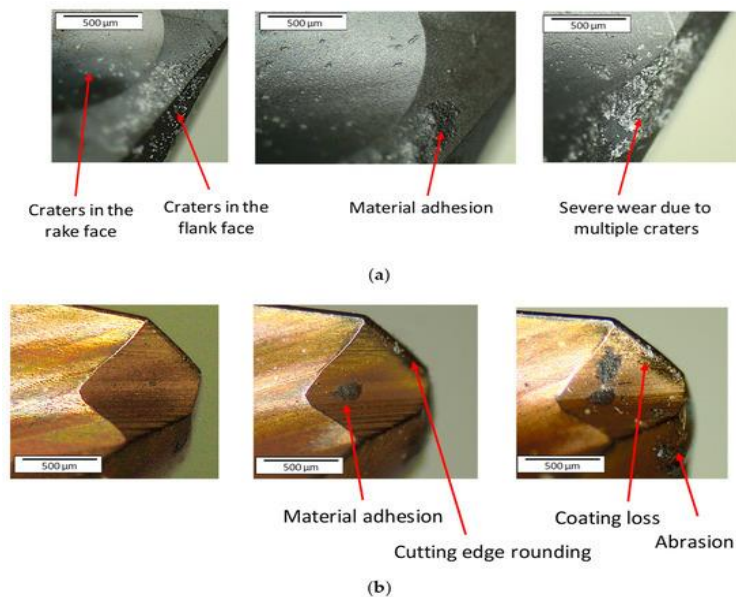 500 µm
500 µm
500 µm
Craters in the
rake face
Craters in the
flank face
Material adhesion
Severe wear due to
multiple craters
(a)
500 µm
500 µm
500 µm
Material adhesion
Cutting edge rounding
Coating loss
Abrasion
(b)